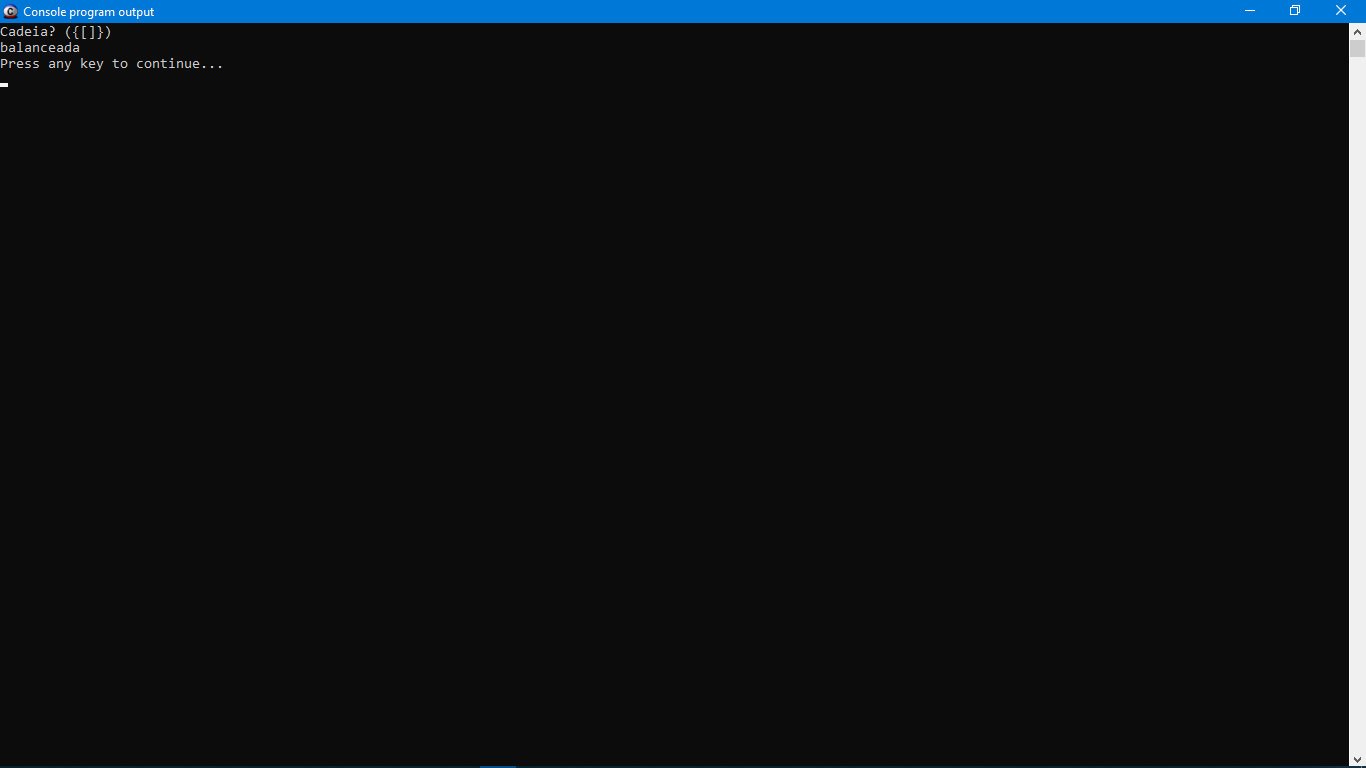 Console program output
Cadeia? ({[]})
balanceada
Press any key to continue...